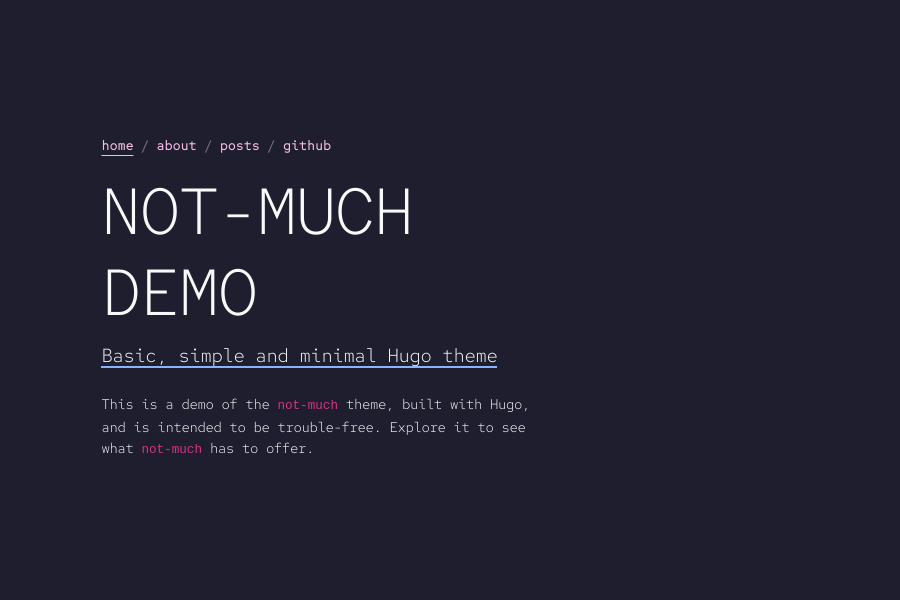 home / about / posts / github
NOT-MUCH
DEMO
Basic, simple and minimal Hugo theme
This is a demo of the not-much theme, built with Hugo,
and is intended to be trouble-free. Explore it to see
what not-much has to offer.